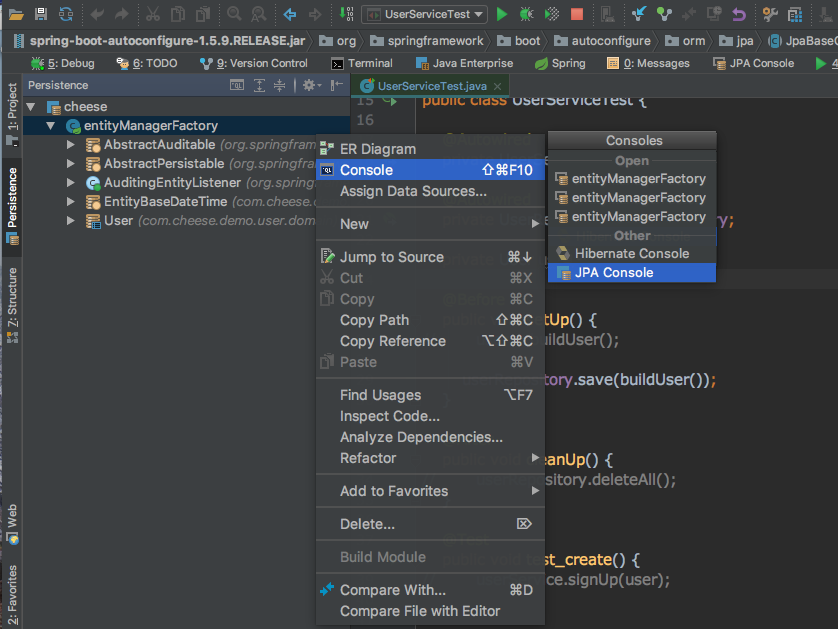 UserServiceTest
spring-boot-autoconfigure-1.5.9.RELEASE.jar org springframework boot autoconfigure orm jpa JpaBaseC
5: Debug 6: TODO 9: Version Control Terminal Java Enterprise Spring 0: Messages JPA Console 4
Persistence UserServiceTest.java
1: Project
Persistence
Z: Structure
Web
2: Favorites
cheese
entityManagerFactory
AbstractAuditable (org.springfram
AbstractPersistable (org.springfra
AuditingEntityListener (org.spring
EntityBaseDateTime (com.cheese.
User (com.cheese.demo.user.dom
15 public class UserServiceTest {
16
ER Diagram
Console ⇧⌘F10
Assign Data Sources...
New
Jump to Source ⌘↓
Cut ⌘X
Copy ⌘C
Copy Path ⇧⌘C
Copy Reference ⌥⇧⌘C
Paste ⌘V
Find Usages ⌥F7
Inspect Code...
Analyze Dependencies...
Refactor
Add to Favorites
Delete... ⌦
Build Module
Compare With... ⌘D
Compare File with Editor
Consoles
Open
entityManagerFactory
entityManagerFactory
entityManagerFactory
Other
Hibernate Console
JPA Console
y;
tUp() {
uildUser();
tory.save(buildUser());
eanUp() {
sitory.deleteAll();
st_create() {
ce.signUp(user);